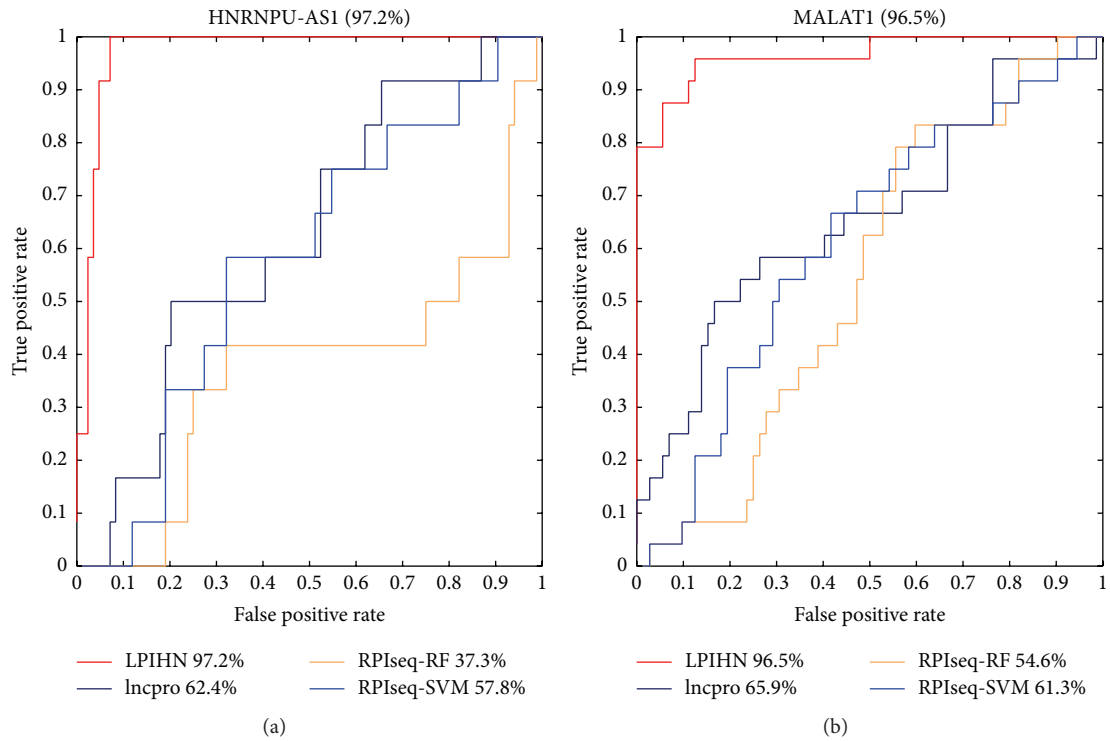 HNRNPU-AS1 (97.2%)
1
0.9
0.8
0.7
0.6
0.5
0.4
0.3
0.2
0.1
0
True positive rate
0 0.1 0.2 0.3 0.4 0.5 0.6 0.7 0.8 0.9 1
False positive rate
LPIHN 97.2%
lncpro 62.4%
RPIseq-RF 37.3%
RPIseq-SVM 57.8%
(a)
MALAT1 (96.5%)
1
0.9
0.8
0.7
0.6
0.5
0.4
0.3
0.2
0.1
0
True positive rate
0 0.1 0.2 0.3 0.4 0.5 0.6 0.7 0.8 0.9 1
False positive rate
LPIHN 96.5%
lncpro 65.9%
RPIseq-RF 54.6%
RPIseq-SVM 61.3%
(b)